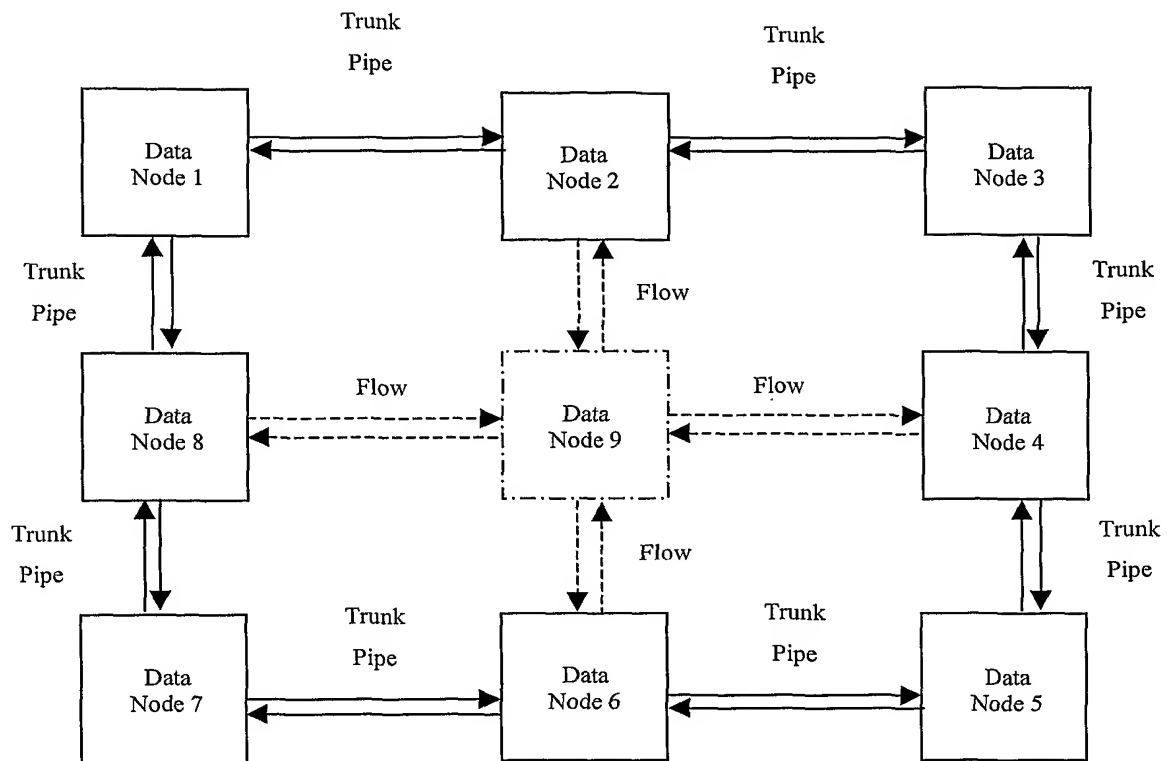 Trunk
Pipe
Trunk
Pipe
Data
Node 1
Data
Node 2
Data
Node 3
Trunk
Pipe
Flow
Trunk
Pipe
Data
Node 8
Flow
Data
Node 9
Flow
Data
Node 4
Trunk
Pipe
Flow
Trunk
Pipe
Data
Node 7
Trunk
Pipe
Data
Node 6
Trunk
Pipe
Data
Node 5